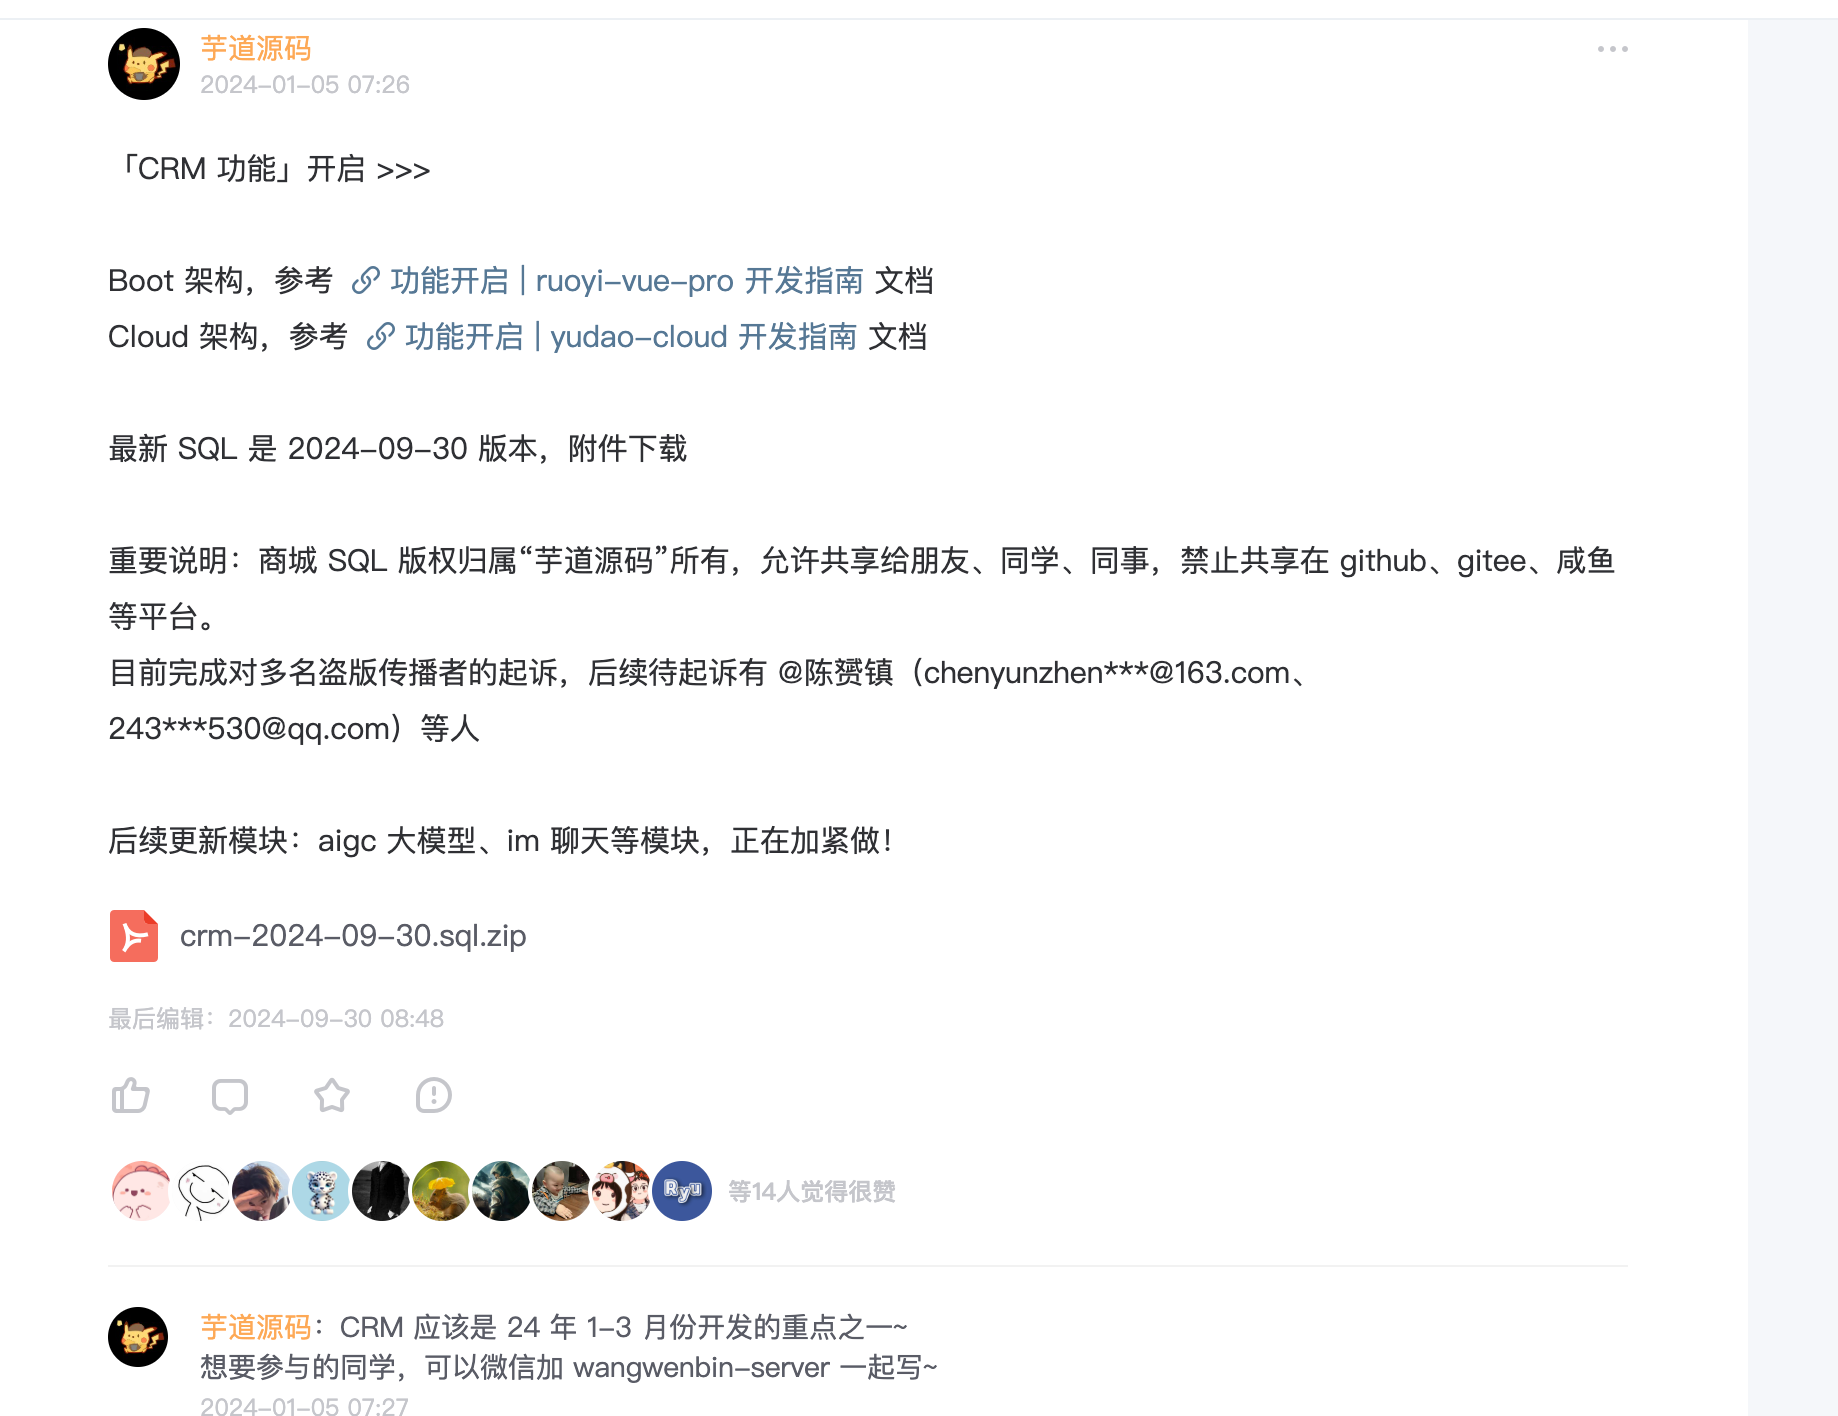 芋道源码
2024-01-05 07:26
「CRM 功能」开启 >>>
Boot 架构，参考 功能开启 | ruoyi-vue-pro 开发指南 文档
Cloud 架构，参考 功能开启 | yudao-cloud 开发指南 文档
最新 SQL 是 2024-09-30 版本，附件下载
重要说明：商城 SQL 版权归属“芋道源码”所有，允许共享给朋友、同学、同事，禁止共享在 github、gitee、咸鱼
等平台。
目前完成对多名盗版传播者的起诉，后续待起诉有 @陈赟镇（chenyunzhen***@163.com、
243***530@qq.com）等人
后续更新模块：aigc 大模型、im 聊天等模块，正在加紧做！
crm-2024-09-30.sql.zip
最后编辑：2024-09-30 08:48
Ryu 等14人觉得很赞
芋道源码：CRM 应该是 24 年 1-3 月份开发的重点之一~
想要参与的同学，可以微信加 wangwenbin-server 一起写~
2024-01-05 07:27